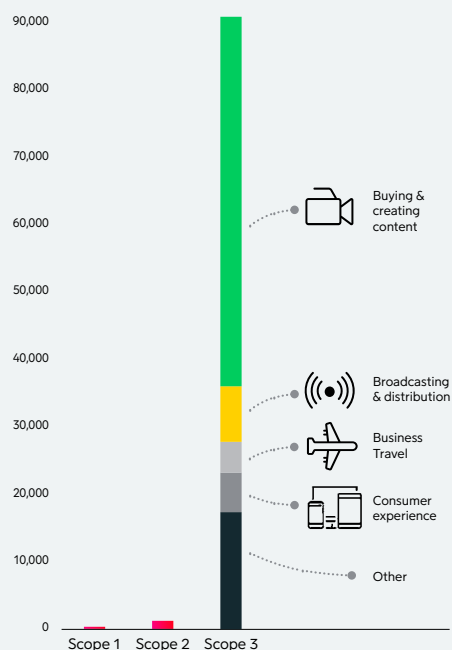 90,000
80,000
70,000
60,000
50,000
40,000
30,000
20,000
10,000
0
Buying &
creating
content
Broadcasting
& distribution
Business
Travel
Consumer
experience
Other
Scope 1 Scope 2 Scope 3